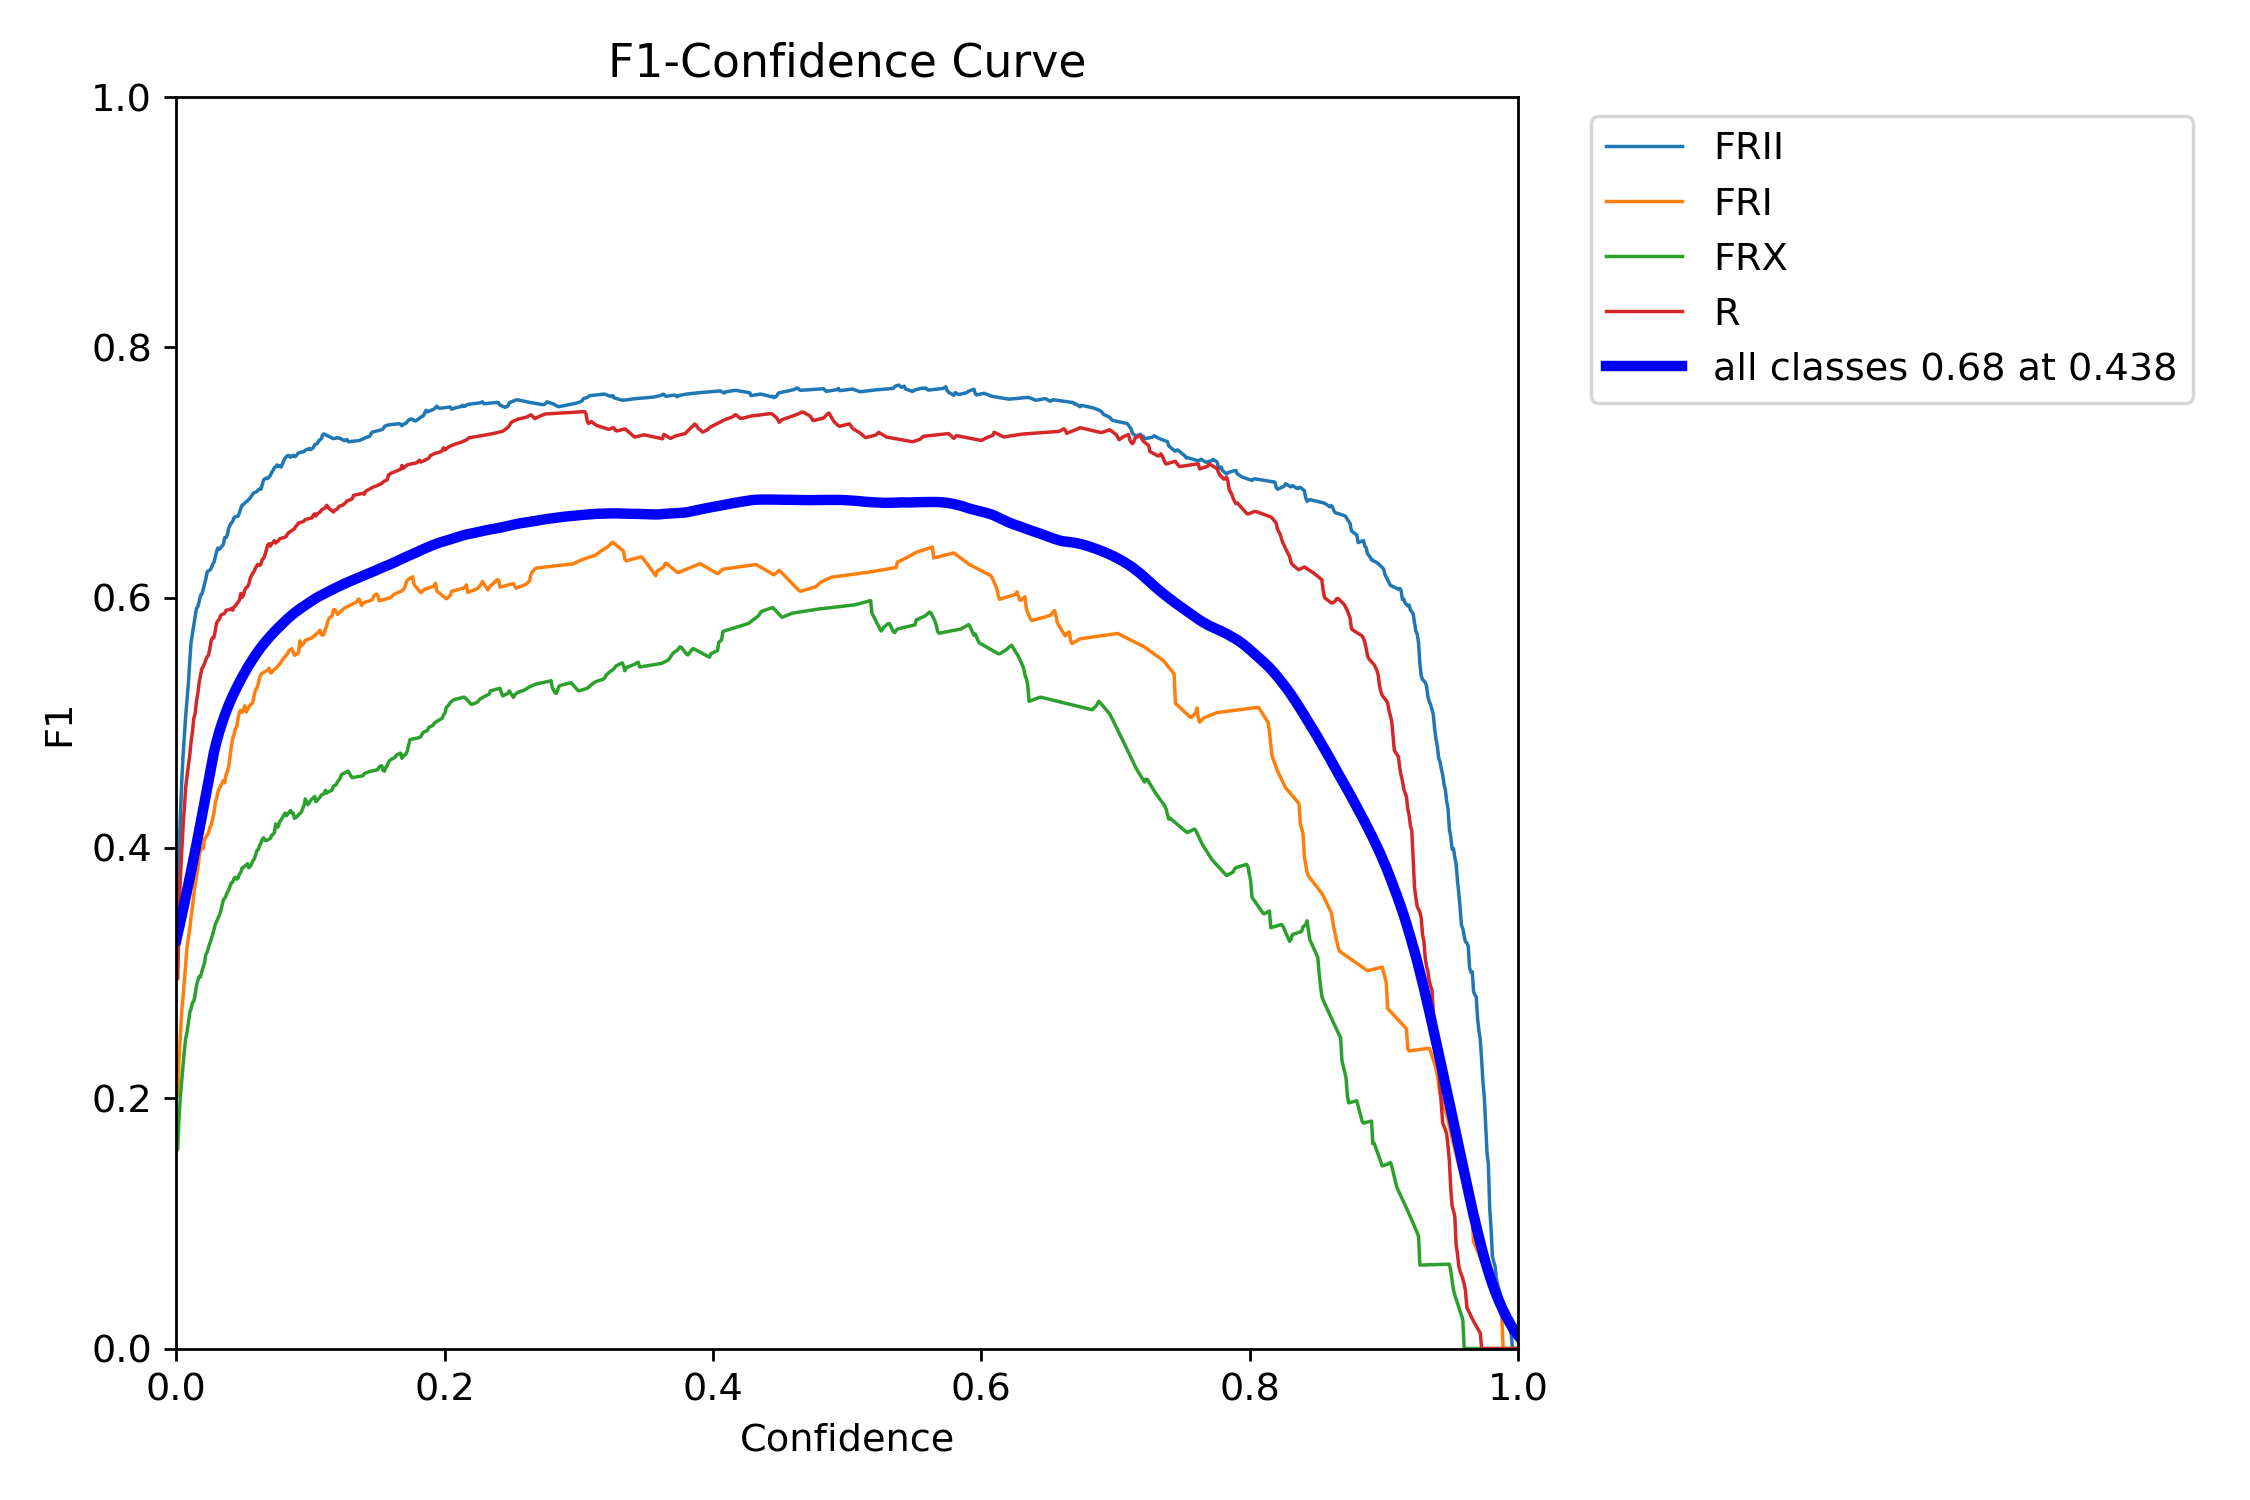 F1-Confidence Curve
1.0
0.8
0.6
0.4
0.2
0.0
F1
0.0 0.2 0.4 0.6 0.8 1.0
Confidence
FRII
FRI
FRX
R
all classes 0.68 at 0.438